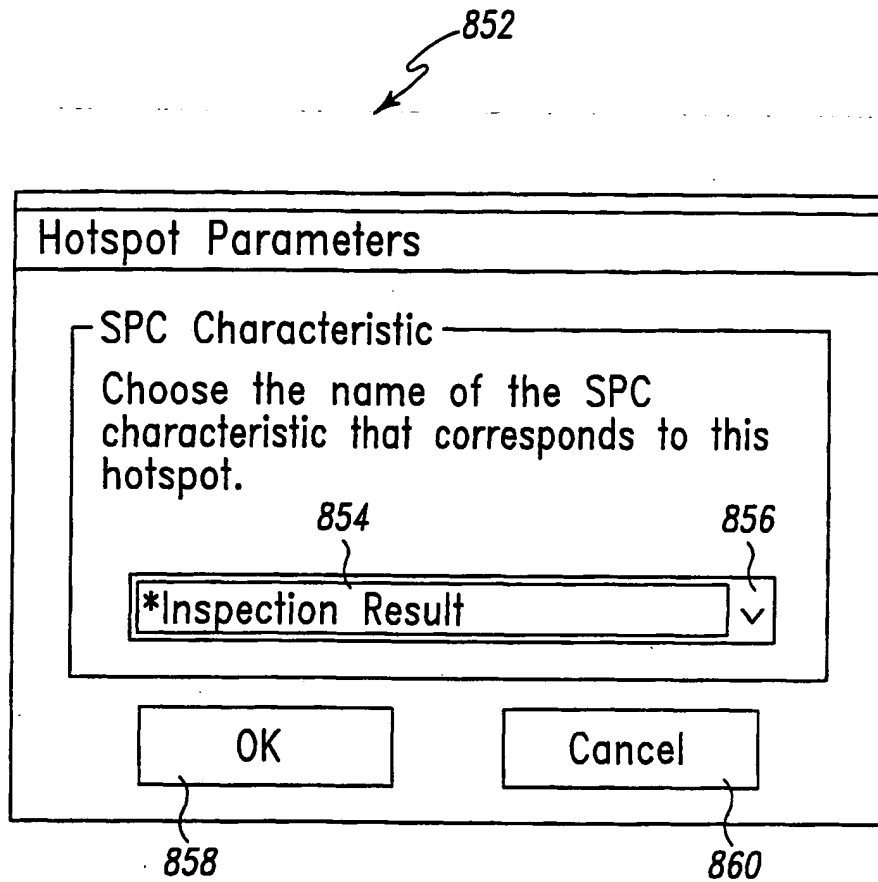 852
Hotspot Parameters
SPC Characteristic
Choose the name of the SPC
characteristic that corresponds to this
hotspot.
854
856
*Inspection Result
OK
Cancel
858
860